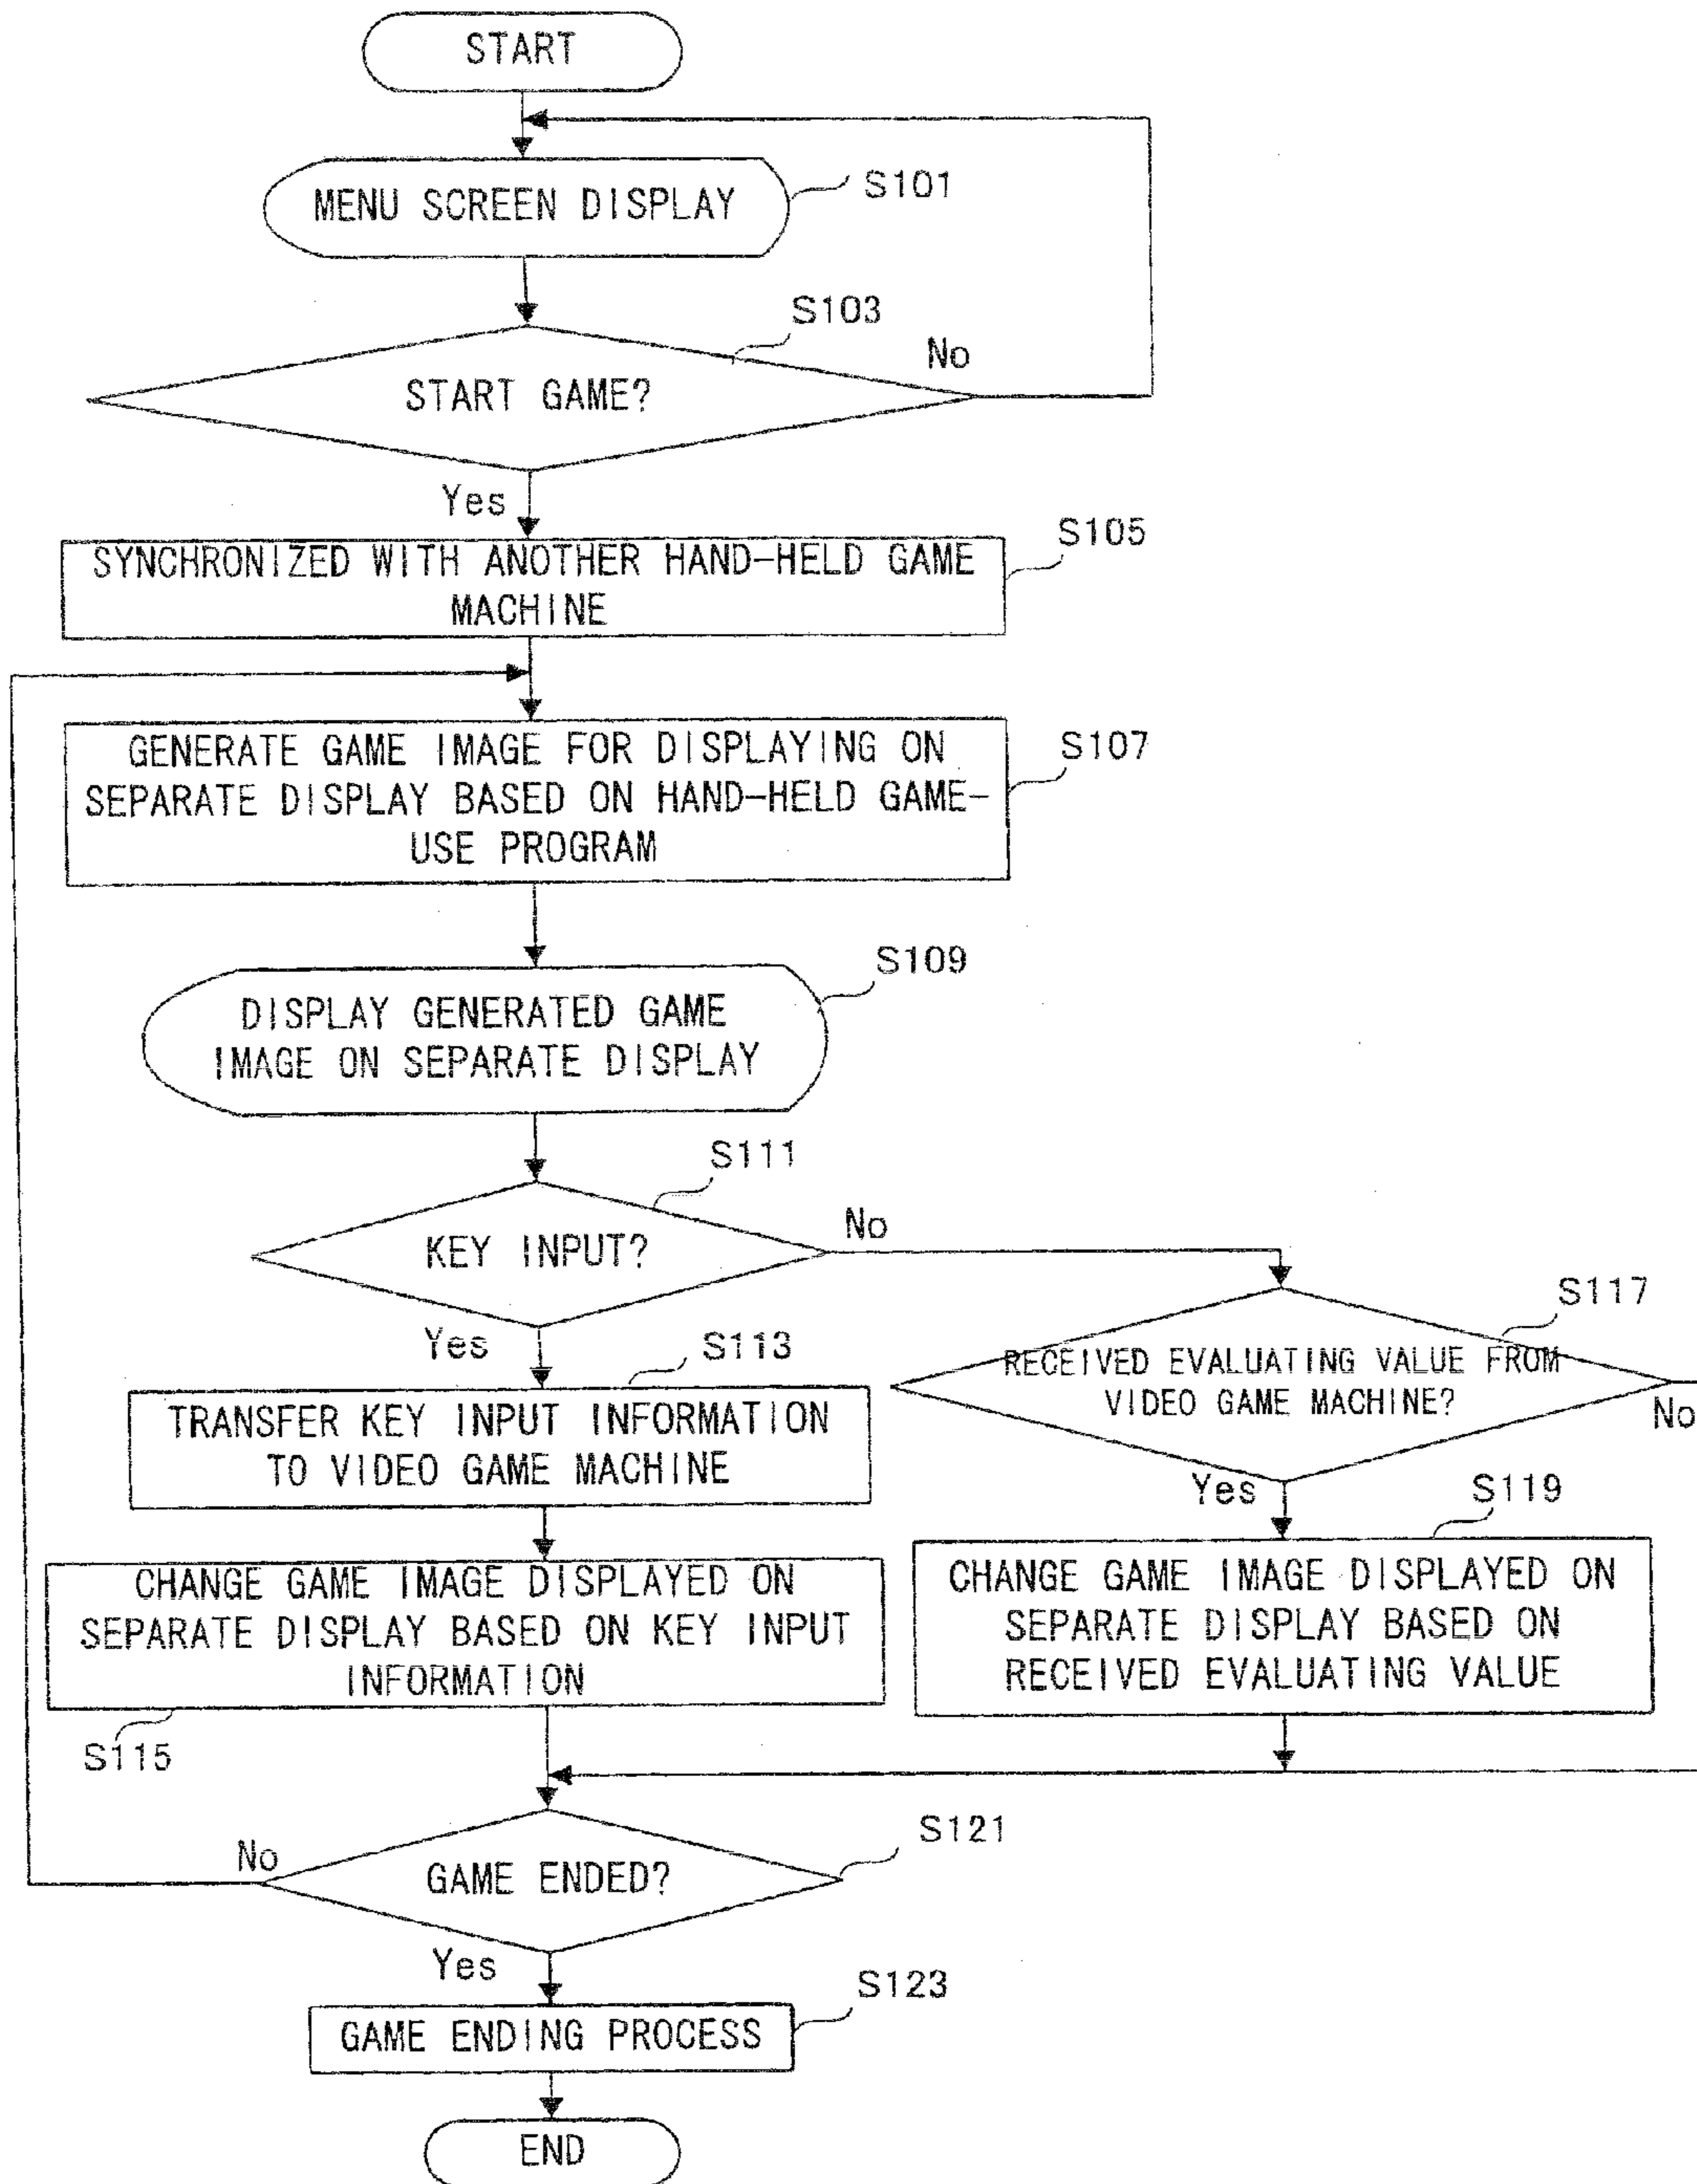 START
MENU SCREEN DISPLAY
S101
S103
START GAME?
No
Yes
S105
SYNCHRONIZED WITH ANOTHER HAND-HELD GAME
MACHINE
S107
GENERATE GAME IMAGE FOR DISPLAYING ON
SEPARATE DISPLAY BASED ON HAND-HELD GAME-
USE PROGRAM
S109
DISPLAY GENERATED GAME
IMAGE ON SEPARATE DISPLAY
S111
KEY INPUT?
No
Yes
S113
TRANSFER KEY INPUT INFORMATION
TO VIDEO GAME MACHINE
S117
RECEIVED EVALUATING VALUE FROM
VIDEO GAME MACHINE?
No
Yes
S119
CHANGE GAME IMAGE DISPLAYED ON
SEPARATE DISPLAY BASED ON KEY INPUT
INFORMATION
S115
CHANGE GAME IMAGE DISPLAYED ON
SEPARATE DISPLAY BASED ON
RECEIVED EVALUATING VALUE
S121
No
GAME ENDED?
Yes
S123
GAME ENDING PROCESS
END